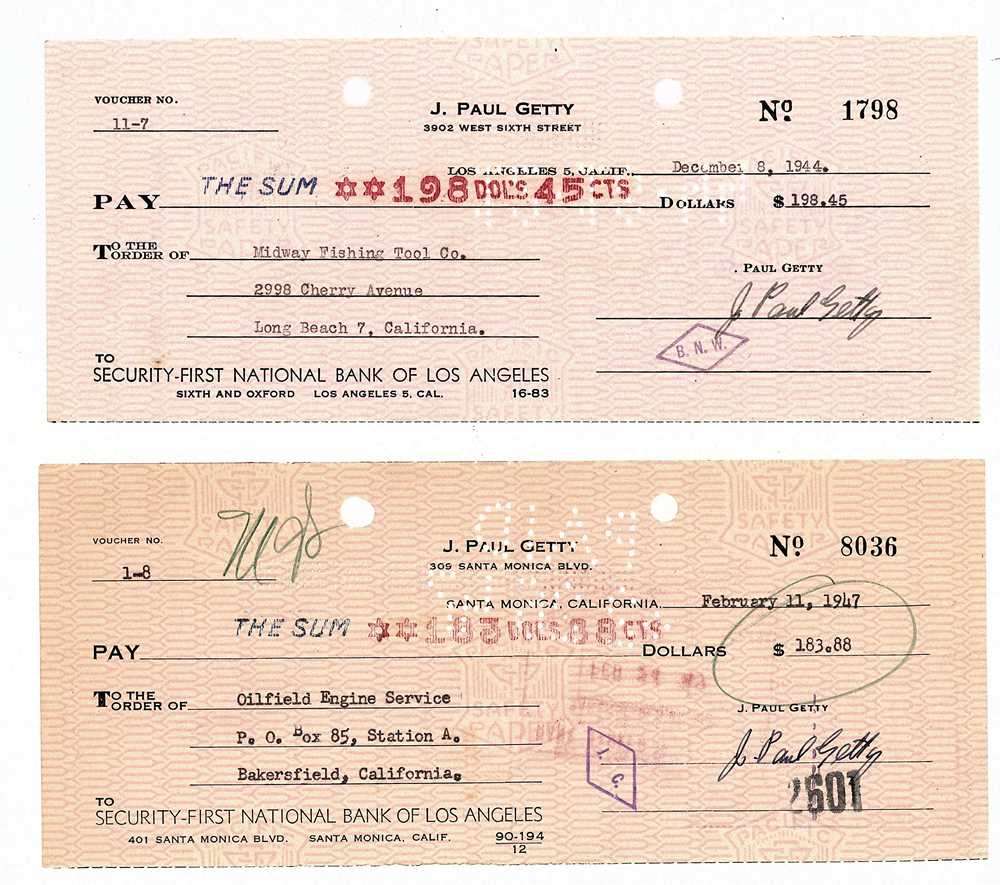 SAFETY
PAPER
VOUCHER NO.
11-7
J. PAUL GETTY
3902 WEST SIXTH STREET
Nº 1798
LOS ANGELES 5, CALIF., December 8, 1944.
PAY THE SUM **198DOL'S45CTS DOLLARS $ 198.45
TO THE ORDER OF Midway Fishing Tool Co.
2998 Cherry Avenue
Long Beach 7, California.
. PAUL GETTY
J. Paul Getty
B. N. W.
TO
SECURITY-FIRST NATIONAL BANK OF LOS ANGELES
SIXTH AND OXFORD LOS ANGELES 5, CAL. 16-83
VOUCHER NO.
1-8
J. PAUL GETTY
309 SANTA MONICA BLVD.
Nº 8036
SANTA MONICA, CALIFORNIA, February 11, 1947
PAY THE SUM **183DOLS88CTS DOLLARS $ 183.88
TO THE ORDER OF Oilfield Engine Service
P. O. Box 85, Station A.
Bakersfield, California.
J. PAUL GETTY
J. Paul Getty
2601
TO
SECURITY-FIRST NATIONAL BANK OF LOS ANGELES
401 SANTA MONICA BLVD. SANTA MONICA, CALIF. 90-194
12